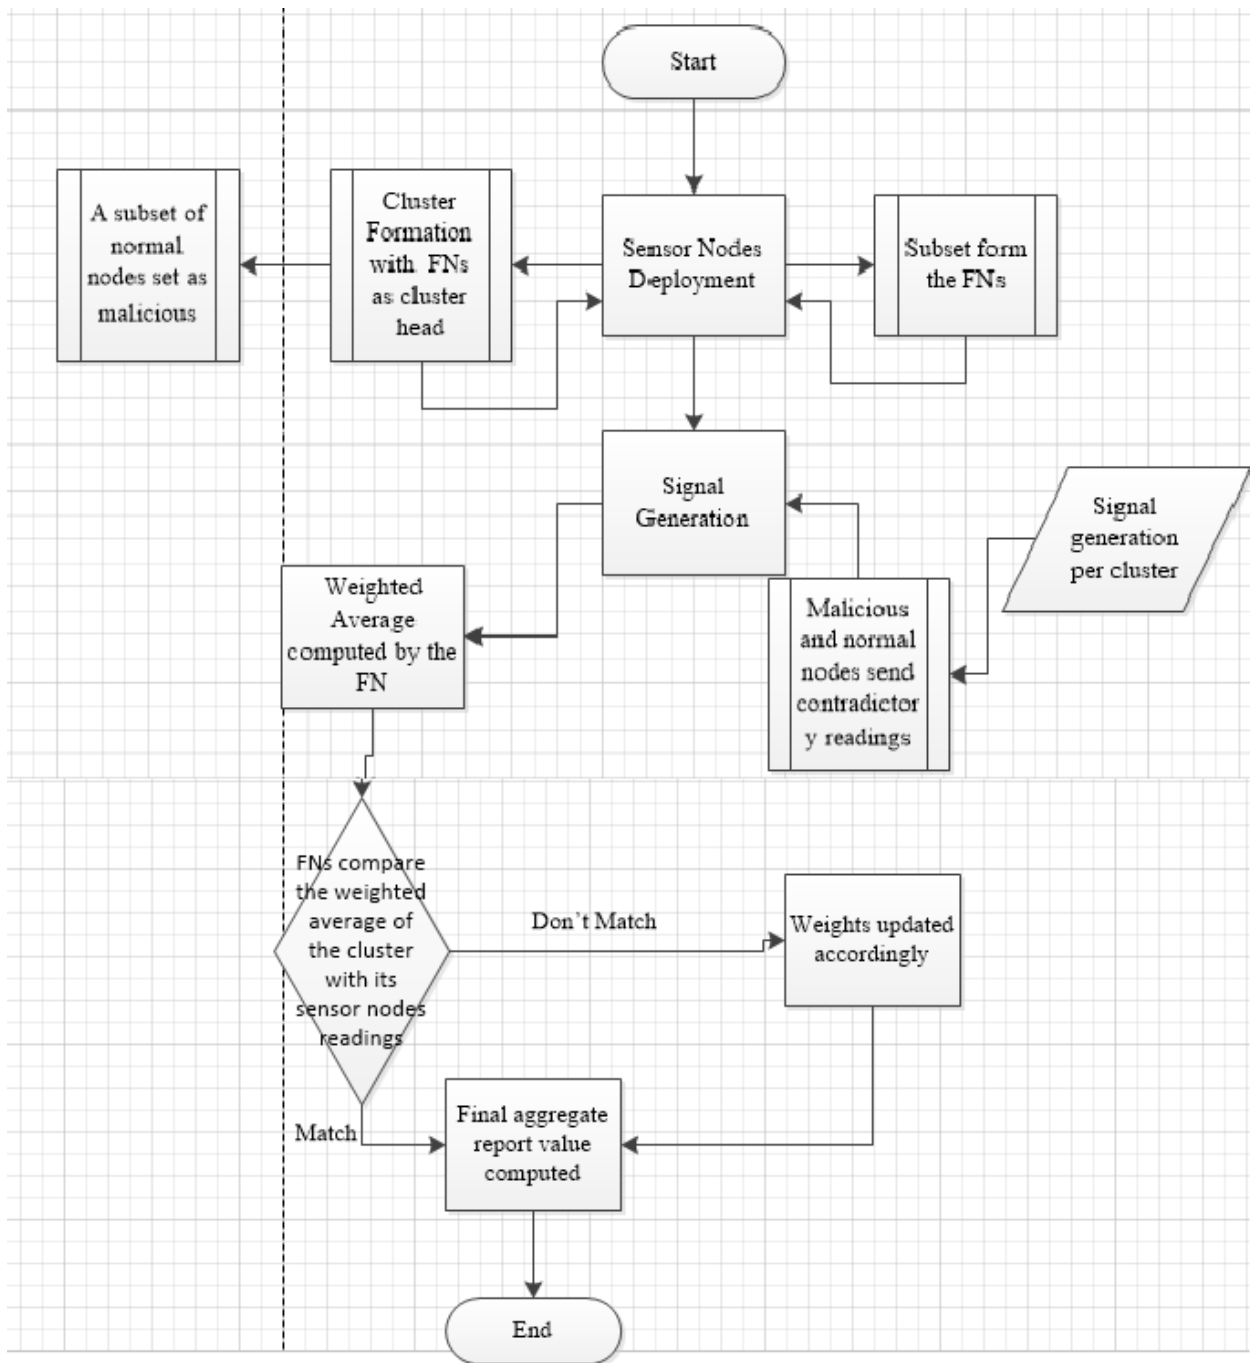 Start
A subset of
normal
nodes set as
malicious
Cluster
Formation
with FNs
as cluster
head
Sensor Nodes
Deployment
Subset form
the FNs
Signal
Generation
Signal
generation
per cluster
Weighted
Average
computed by the
FN
Malicious
and normal
nodes send
contradictor
y readings
FNs compare
the weighted
average of
the cluster
with its
sensor nodes
readings
Don't Match
Weights updated
accordingly
Match
Final aggregate
report value
computed
End